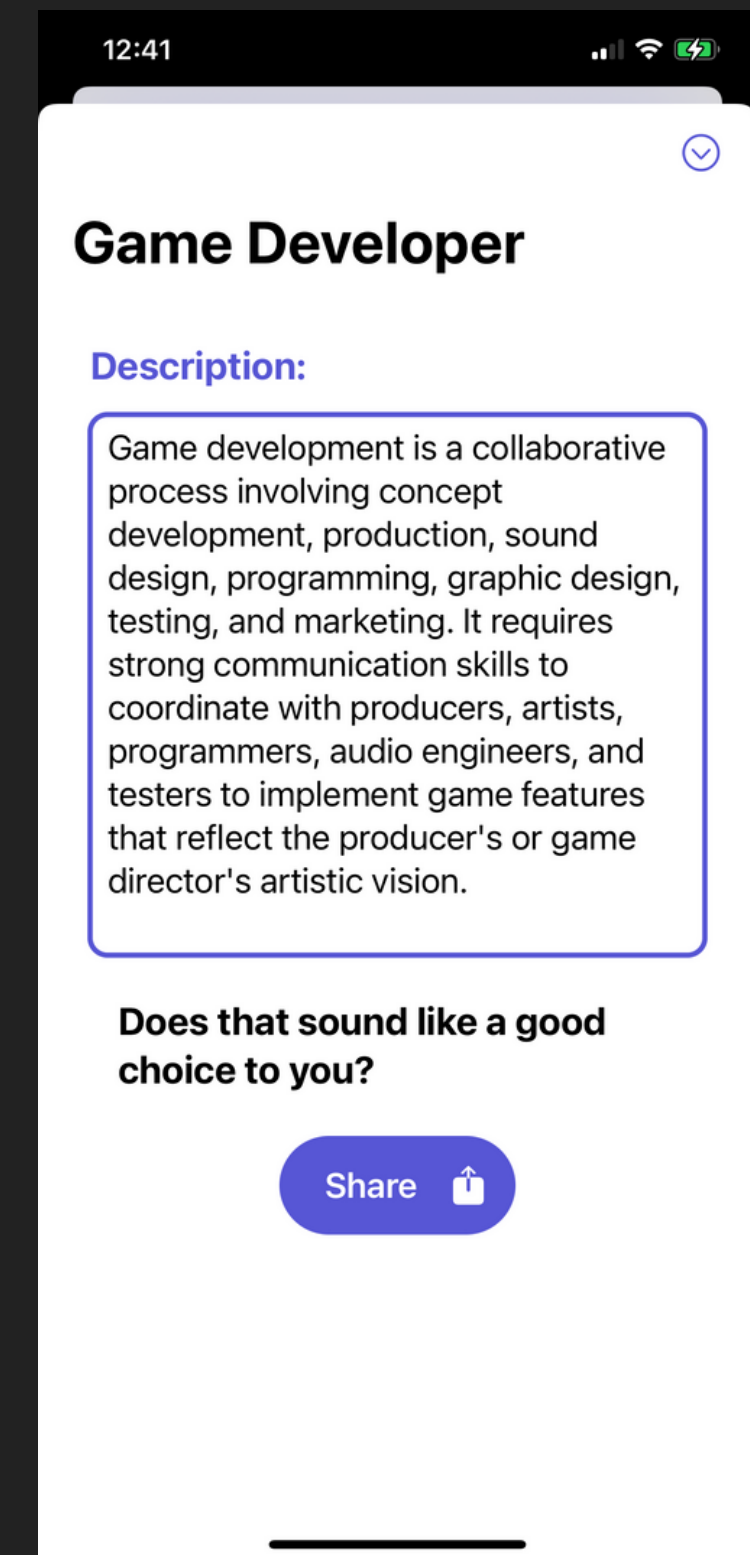 12:41
Game Developer
Description:
Game development is a collaborative
process involving concept
development, production, sound
design, programming, graphic design,
testing, and marketing. It requires
strong communication skills to
coordinate with producers, artists,
programmers, audio engineers, and
testers to implement game features
that reflect the producer's or game
director's artistic vision.
Does that sound like a good
choice to you?
Share